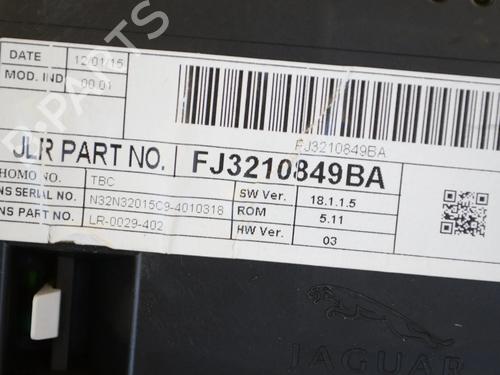 DATE 12/01/15
MOD. IND 00 01
FJ3210849BA
JLR PART NO. FJ3210849BA
HOMO NO. TBC
NS SERIAL NO. N32N32015C9-4010318
NS PART NO. LR-0029-402
SW Ver. 18.1.1.5
ROM 5.11
HW Ver. 03
JAGUAR
B-PARTS